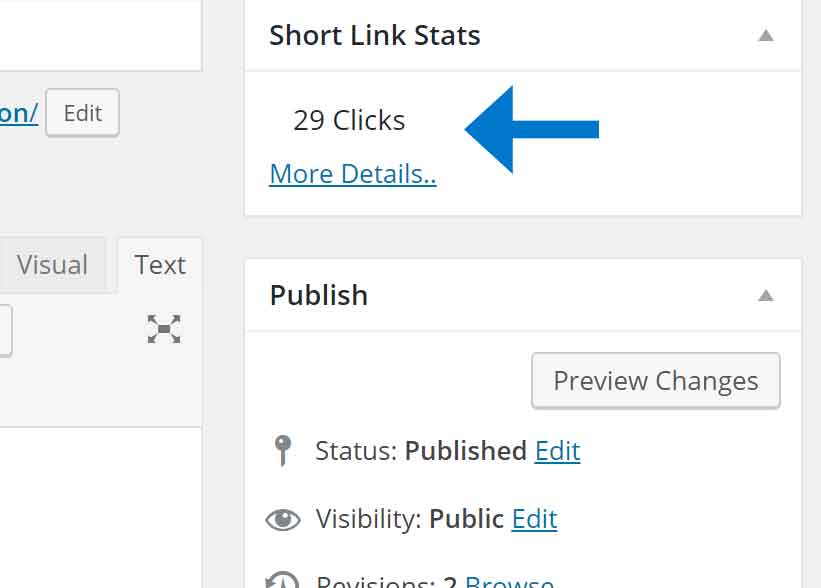 Short Link Stats
on/ Edit
29 Clicks
More Details..
Visual Text
Publish
Preview Changes
Status: Published Edit
Visibility: Public Edit
Revisions: 2 Browse